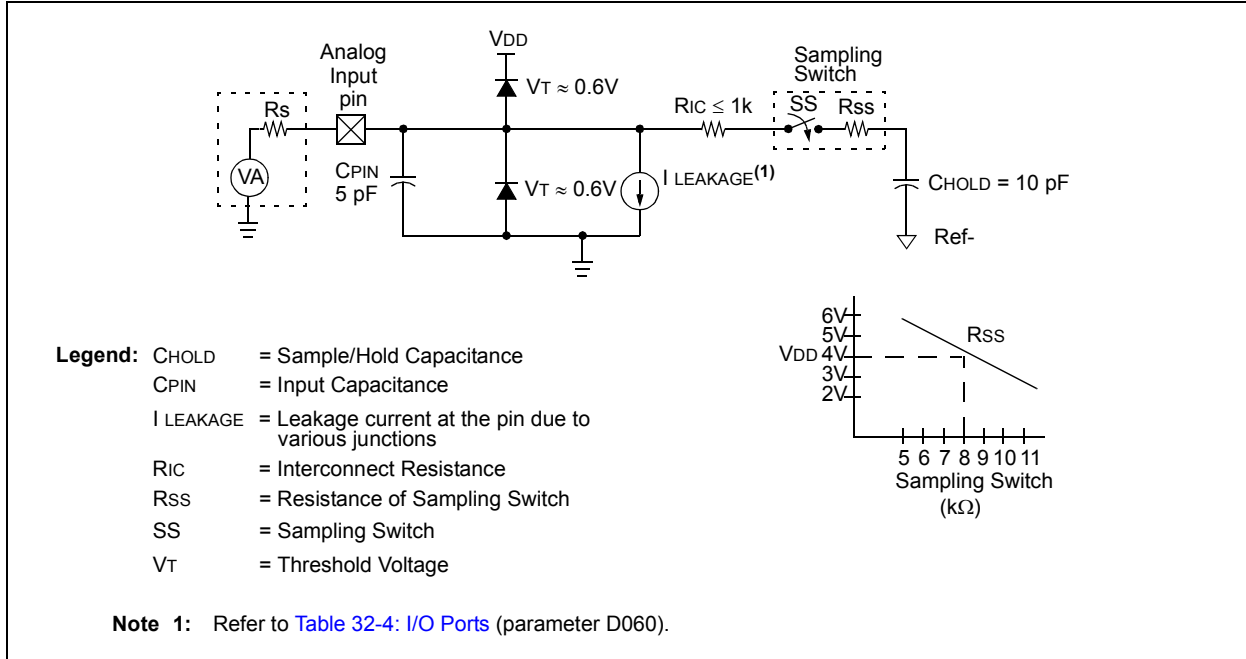 VDD
Analog
Input
pin
VT ≈ 0.6V
Sampling
Switch
Rs
RIC ≤ 1k
SS
Rss
VA
CPIN
5 pF
VT ≈ 0.6V
I LEAKAGE(1)
CHOLD = 10 pF
Ref-
6V
5V
VDD 4V
3V
2V
RSS
5 6 7 8 9 10 11
Sampling Switch
(kΩ)
Legend: CHOLD = Sample/Hold Capacitance
CPIN = Input Capacitance
I LEAKAGE = Leakage current at the pin due to
various junctions
RIC = Interconnect Resistance
RSS = Resistance of Sampling Switch
SS = Sampling Switch
VT = Threshold Voltage
Note 1: Refer to Table 32-4: I/O Ports (parameter D060).